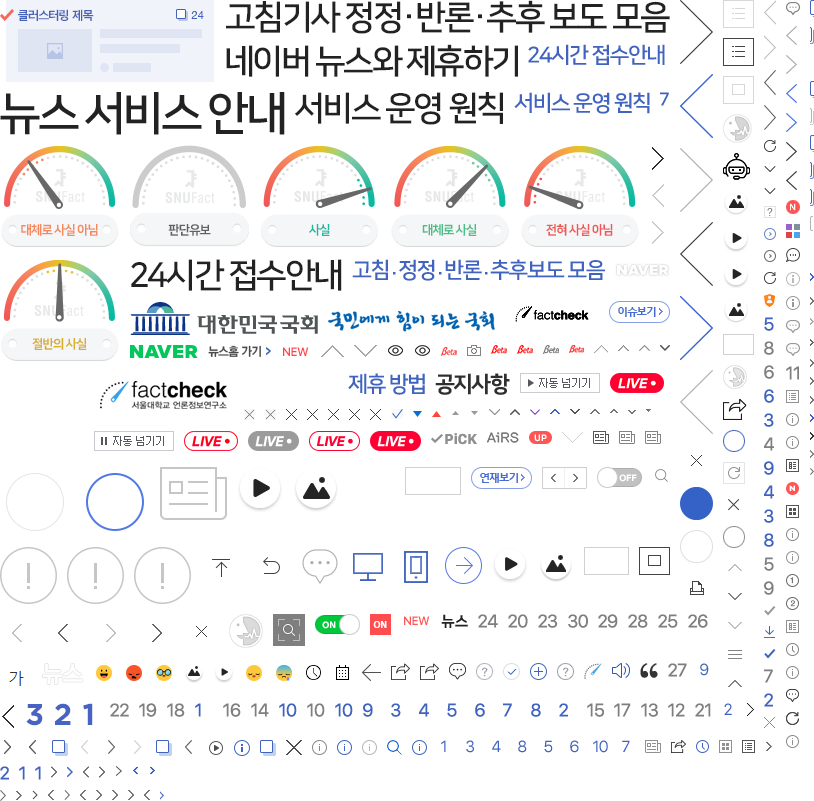 클러스터링 제목 24
고침기사 정정·반론·추후 보도 모음
네이버 뉴스와 제휴하기 24시간 접수안내
뉴스 서비스 안내 서비스 운영 원칙 서비스 운영 원칙 7
SNUFact SNUFact SNUFact SNUFact SNUFact
대체로 사실 아님 판단유보 사실 대체로 사실 전혀 사실 아님
N
?
24시간 접수안내 고침·정정·반론·추후보도 모음 NAVER
SNUFact
대한민국국회 국민에게 힘이 되는 국회 factcheck 이슈보기
절반의 사실 NAVER 뉴스홈 가기 NEW Beta Beta Beta Beta Beta
5
8
factcheck 제휴 방법 공지사항 자동 넘기기 LIVE
서울대학교 언론정보연구소
11
6
3
자동 넘기기 LIVE LIVE LIVE LIVE PiCK AiRS UP
4
9
연재보기 OFF
4 N
3
8
5
1
9
2
NEW 뉴스 24 20 23 30 29 28 25 26
ON ON
가 뉴스 ? ? 27 9
7
2
3 2 1 22 19 18 1 16 14 10 10 10 9 3 4 5 6 7 8 2 15 17 13 12 21 2
1 3 4 8 5 6 10 7
2 1 1